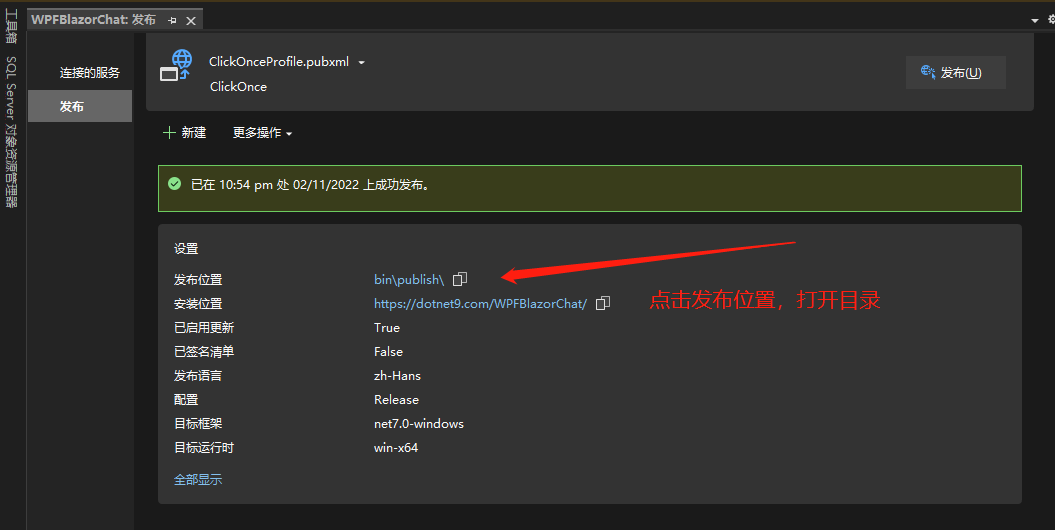 WPFBlazorChat: 发布
工具箱
SQL Server 对象资源管理器
连接的服务
发布
ClickOnceProfile.pubxml
ClickOnce
发布(U)
新建
更多操作
已在 10:54 pm 处 02/11/2022 上成功发布。
设置
发布位置 bin\publish\
安装位置 https://dotnet9.com/WPFBlazorChat/
点击发布位置，打开目录
已启用更新 True
已签名清单 False
发布语言 zh-Hans
配置 Release
目标框架 net7.0-windows
目标运行时 win-x64
全部显示